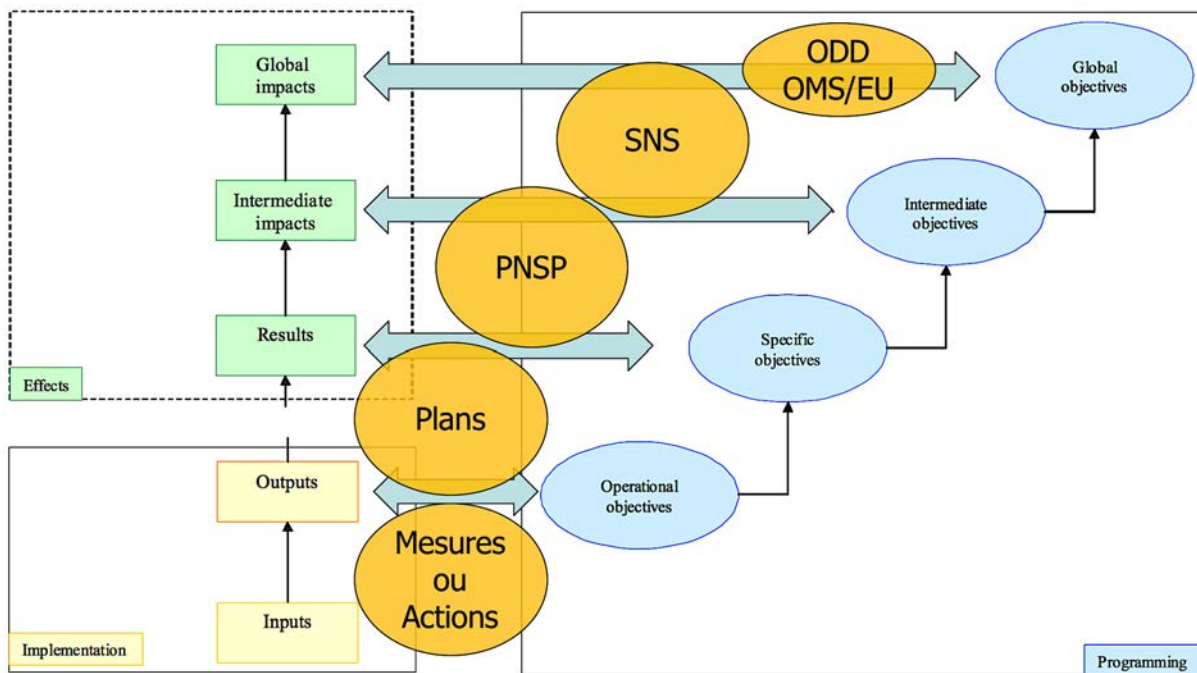 Global
impacts
ODD
OMS/EU
Global
objectives
SNS
Intermediate
impacts
Intermediate
objectives
PNSP
Results
Specific
objectives
Effects
Plans
Outputs
Operational
objectives
Mesures
ou
Actions
Inputs
Implementation
Programming